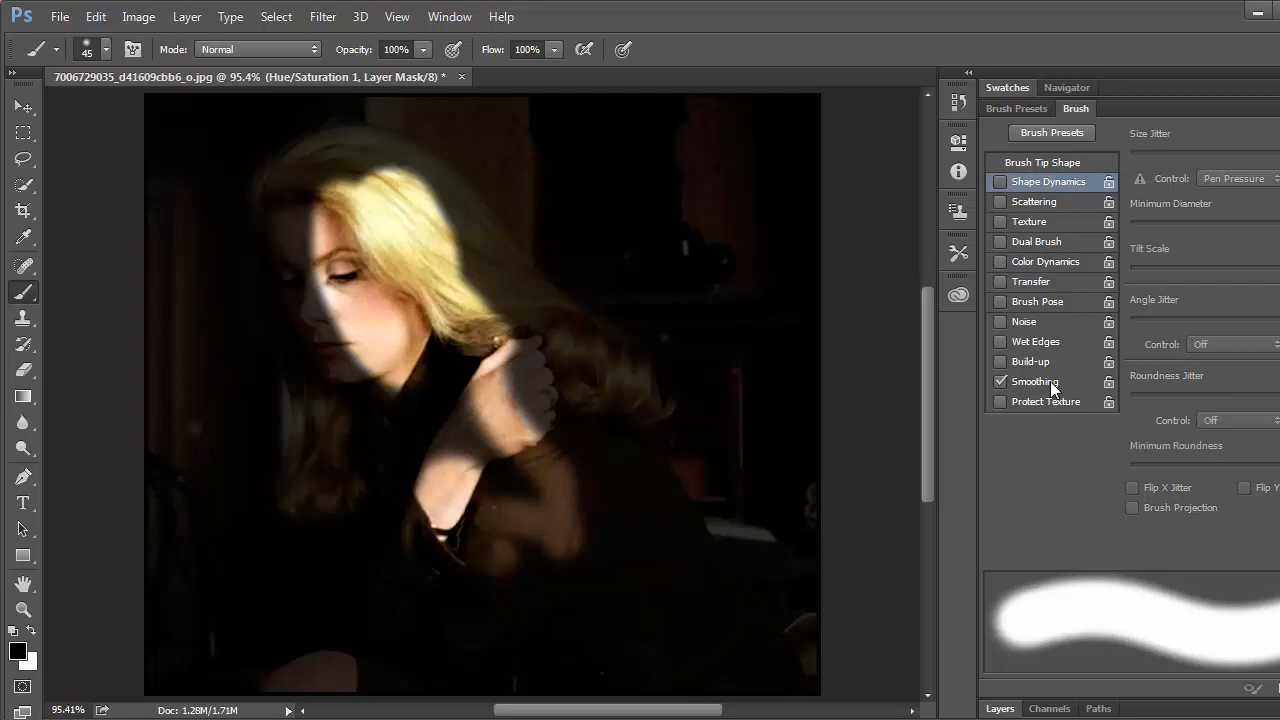 Ps File Edit Image Layer Type Select Filter 3D View Window Help
45 Mode: Normal Opacity: 100% Flow: 100%
7006729035_d41609cbb6_o.jpg @ 95.4% (Hue/Saturation 1, Layer Mask/8) * ×
Swatches Navigator
Brush Presets Brush
Brush Presets
Size Jitter
Brush Tip Shape
Shape Dynamics
Control: Pen Pressure
Scattering
Minimum Diameter
Texture
Dual Brush
Tilt Scale
Color Dynamics
Transfer
Brush Pose
Angle Jitter
Noise
Wet Edges
Control: Off
Build-up
Roundness Jitter
Smoothing
Protect Texture
Control: Off
Minimum Roundness
Flip X Jitter Flip Y
Brush Projection
T
95.41% Doc: 1.28M/1.71M
Layers Channels Paths